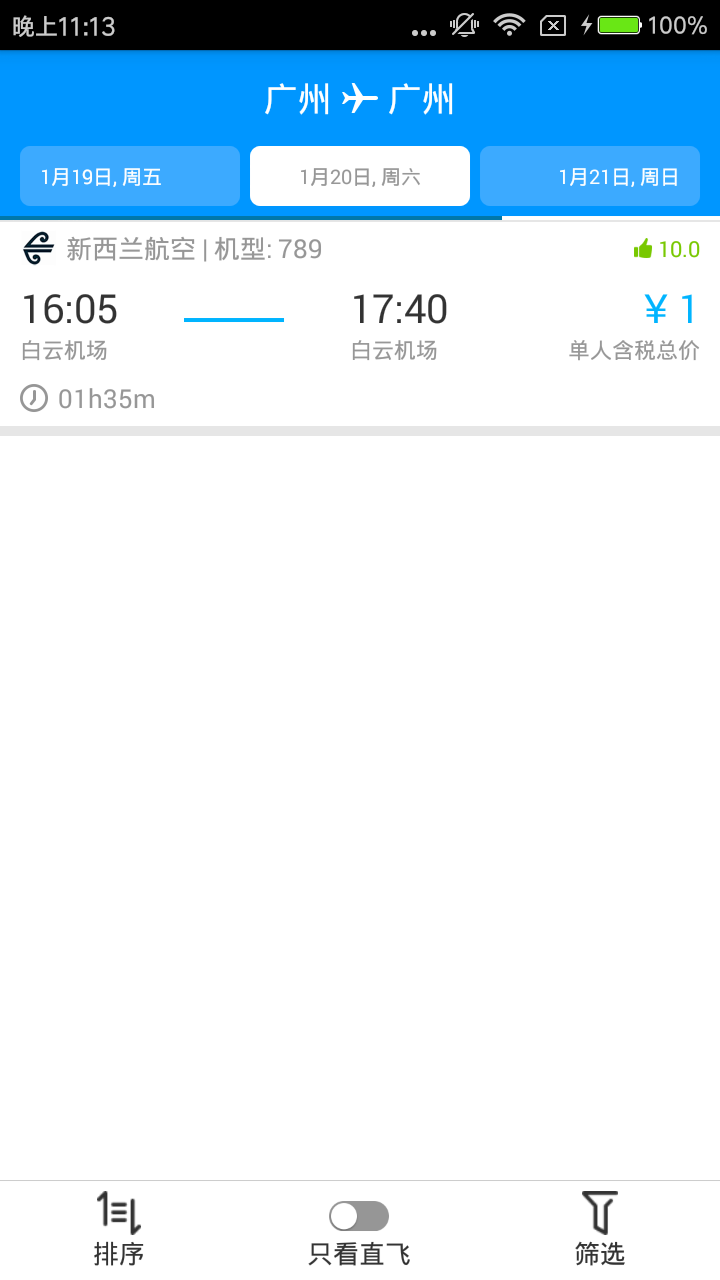 晚上11:13 ... 100%
广州 广州
1月19日, 周五 1月20日, 周六 1月21日, 周日
新西兰航空 | 机型: 789 10.0
16:05 17:40 ¥ 1
白云机场 白云机场 单人含税总价
01h35m
排序 只看直飞 筛选